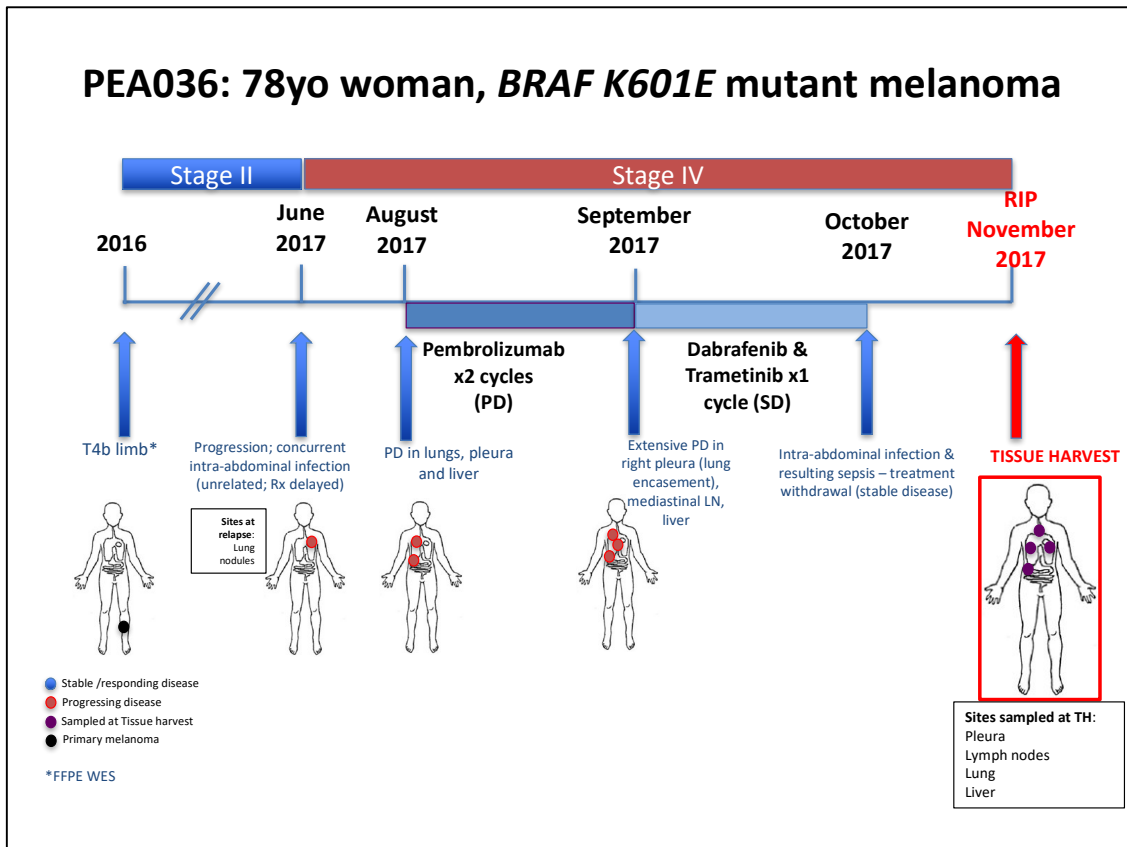 PEA036: 78yo woman, BRAF K601E mutant melanoma
Stage II
Stage IV
2016
June
2017
August
2017
September
2017
October
2017
RIP
November
2017
Pembrolizumab
x2 cycles
(PD)
Dabrafenib &
Trametinib x1
cycle (SD)
T4b limb*
Progression; concurrent
intra-abdominal infection
(unrelated; Rx delayed)
PD in lungs, pleura
and liver
Extensive PD in
right pleura (lung
encasement),
mediastinal LN,
liver
Intra-abdominal infection &
resulting sepsis – treatment
withdrawal (stable disease)
TISSUE HARVEST
Sites at
relapse:
Lung
nodules
Stable /responding disease
Progressing disease
Sampled at Tissue harvest
Primary melanoma
*FFPE WES
Sites sampled at TH:
Pleura
Lymph nodes
Lung
Liver